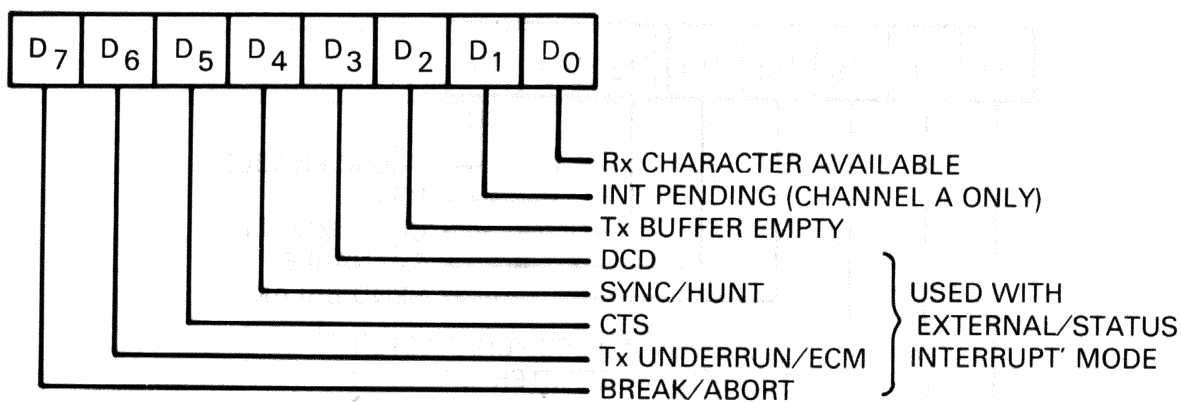 D7 D6 D5 D4 D3 D2 D1 D0
Rx CHARACTER AVAILABLE
INT PENDING (CHANNEL A ONLY)
Tx BUFFER EMPTY
DCD
SYNC/HUNT
CTS
Tx UNDERRUN/ECM
BREAK/ABORT
USED WITH
EXTERNAL/STATUS
INTERRUPT' MODE